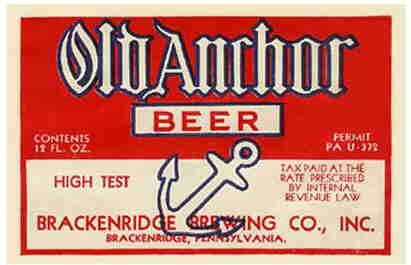 Old Anchor
BEER
CONTENTS
12 FL. OZ.
PERMIT
PA U-372
HIGH TEST
TAX PAID AT THE
RATE PRESCRIBED
BY INTERNAL
REVENUE LAW
BRACKENRIDGE BREWING CO., INC.
BRACKENRIDGE, PENNSYLVANIA.